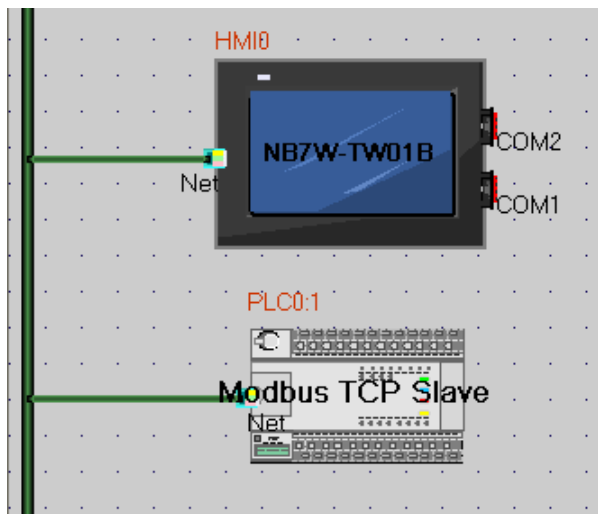 HMI0
NB7W-TW01B
COM2
Net
COM1
PLC0:1
Modbus TCP Slave
Net